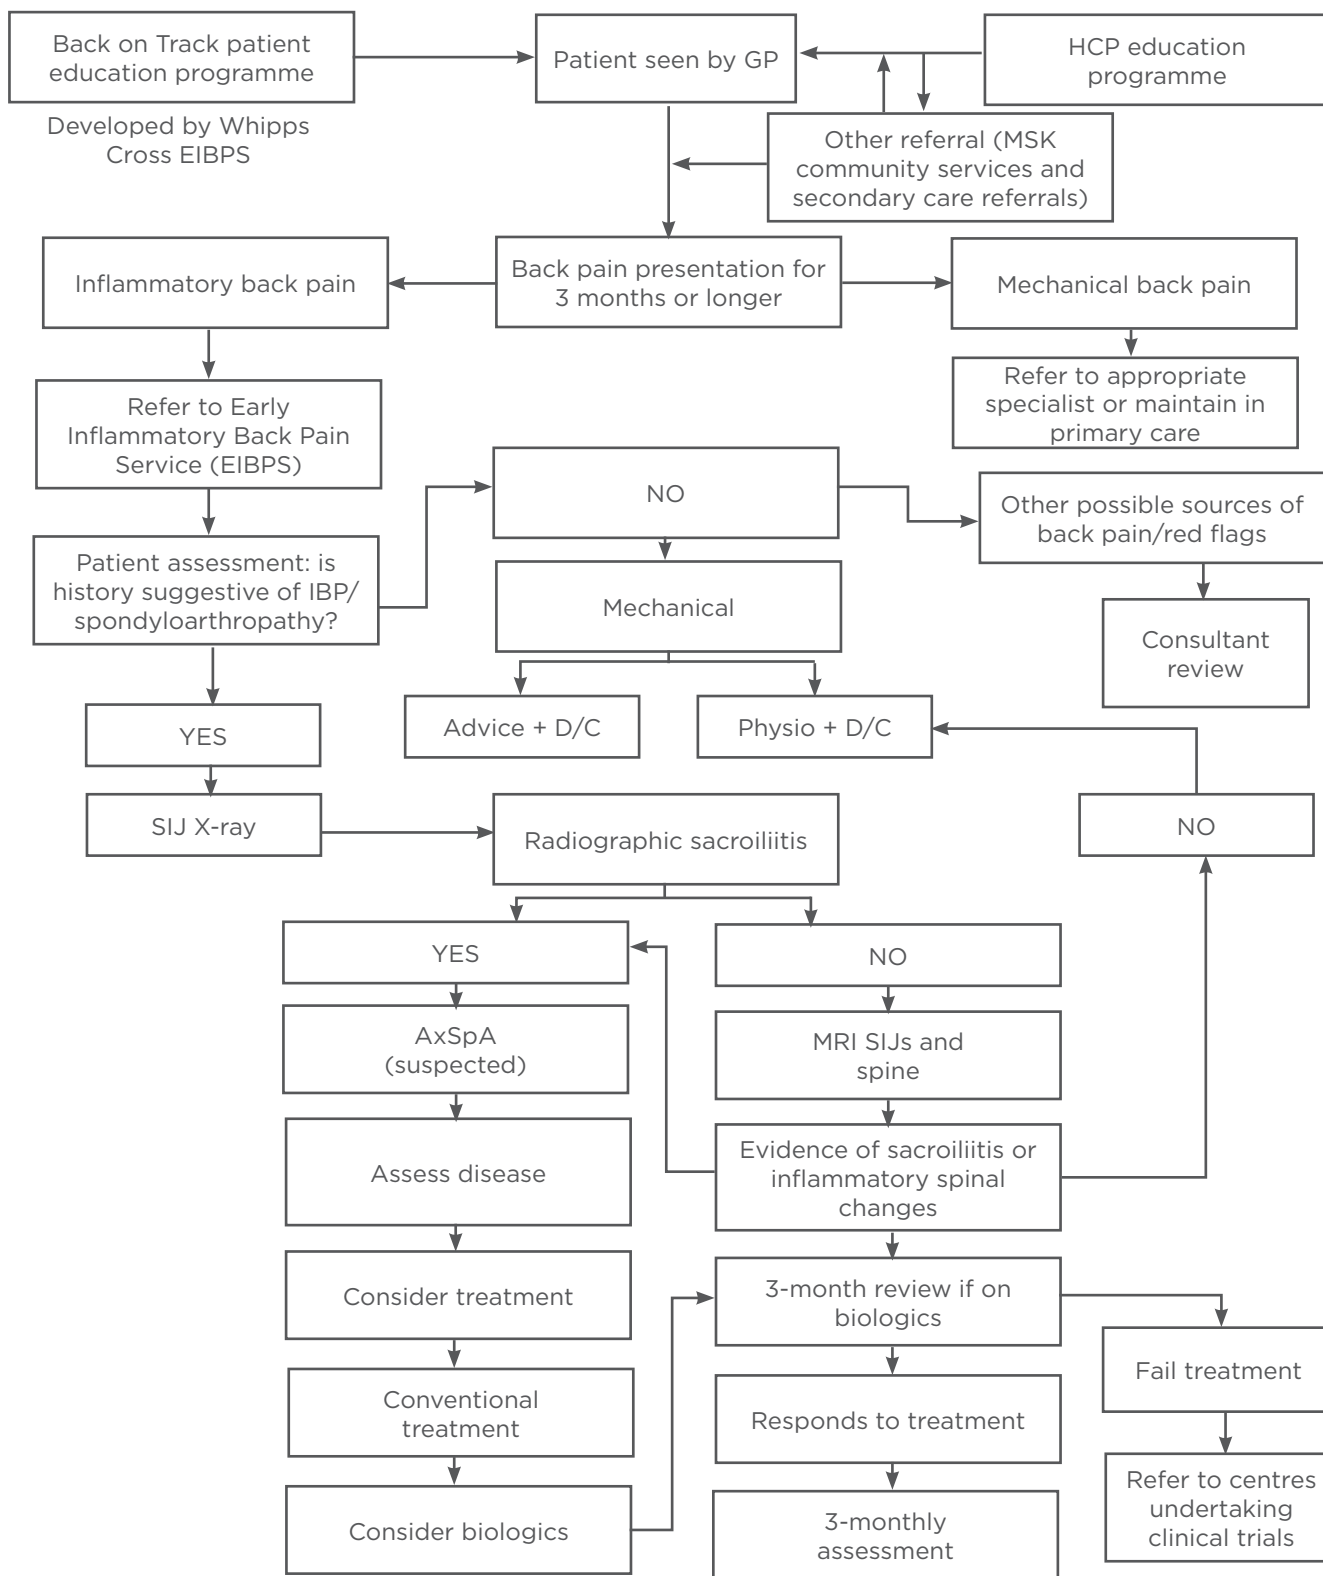 Back on Track patient
education programme
Patient seen by GP
HCP education
programme
Developed by Whipps
Cross EIBPS
Other referral (MSK
community services and
secondary care referrals)
Inflammatory back pain
Back pain presentation for
3 months or longer
Mechanical back pain
Refer to Early
Inflammatory Back Pain
Service (EIBPS)
Refer to appropriate
specialist or maintain in
primary care
NO
Other possible sources of
back pain/red flags
Patient assessment: is
history suggestive of IBP/
spondyloarthropathy?
Mechanical
Consultant
review
YES
Advice + D/C
Physio + D/C
SIJ X-ray
Radiographic sacroiliitis
NO
YES
NO
AxSpA
(suspected)
MRI SIJs and
spine
Assess disease
Evidence of sacroiliitis or
inflammatory spinal
changes
Consider treatment
3-month review if on
biologics
Fail treatment
Conventional
treatment
Responds to treatment
Consider biologics
3-monthly
assessment
Refer to centres
undertaking
clinical trials